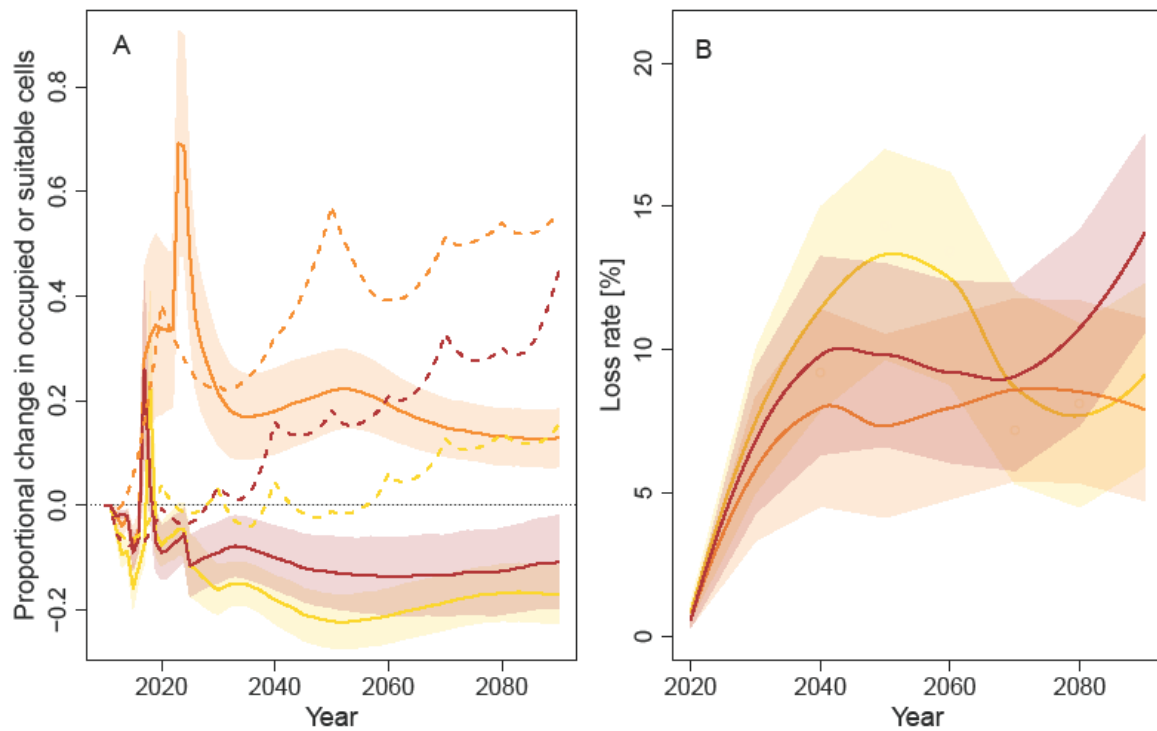 A
Proportional change in occupied or suitable cells
0.8
0.6
0.4
0.2
0.0
−0.2
2020 2040 2060 2080
Year
B
Loss rate [%]
20
15
10
5
0
2020 2040 2060 2080
Year